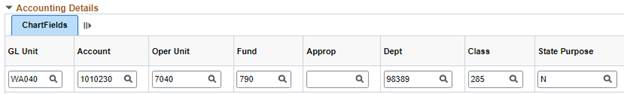 Accounting Details
ChartFields
GL Unit Account Oper Unit Fund Approp Dept Class State Purpose
WA040 1010230 7040 790 98389 285 N